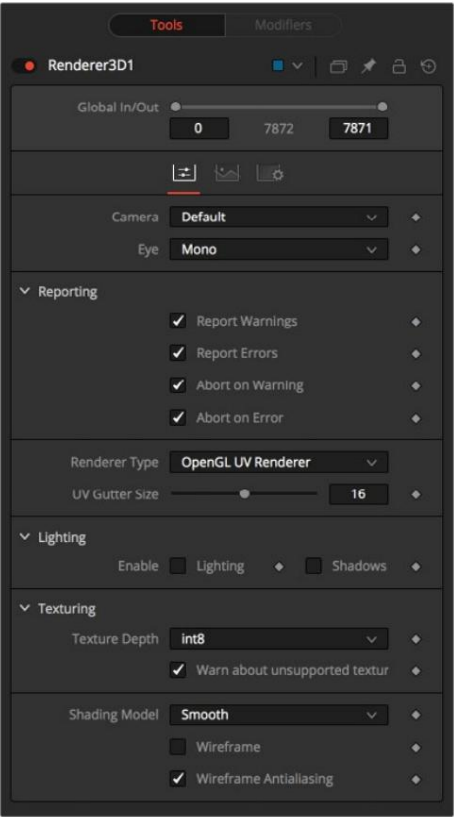 Tools Modifiers
Renderer3D1
Global In/Out
0 7872 7871
Camera Default
Eye Mono
Reporting
Report Warnings
Report Errors
Abort on Warning
Abort on Error
Renderer Type OpenGL UV Renderer
UV Gutter Size 16
Lighting
Enable Lighting Shadows
Texturing
Texture Depth int8
Warn about unsupported textur
Shading Model Smooth
Wireframe
Wireframe Antialiasing